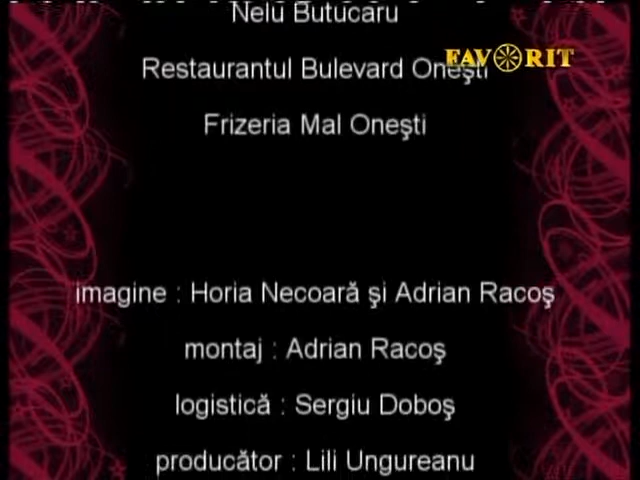 Nelu Butucaru
FAVORIT
Restaurantul Bulevard Oneşti
Frizeria Mal Oneşti
imagine : Horia Necoară şi Adrian Racoş
montaj : Adrian Racoş
logistică : Sergiu Doboş
producător : Lili Ungureanu